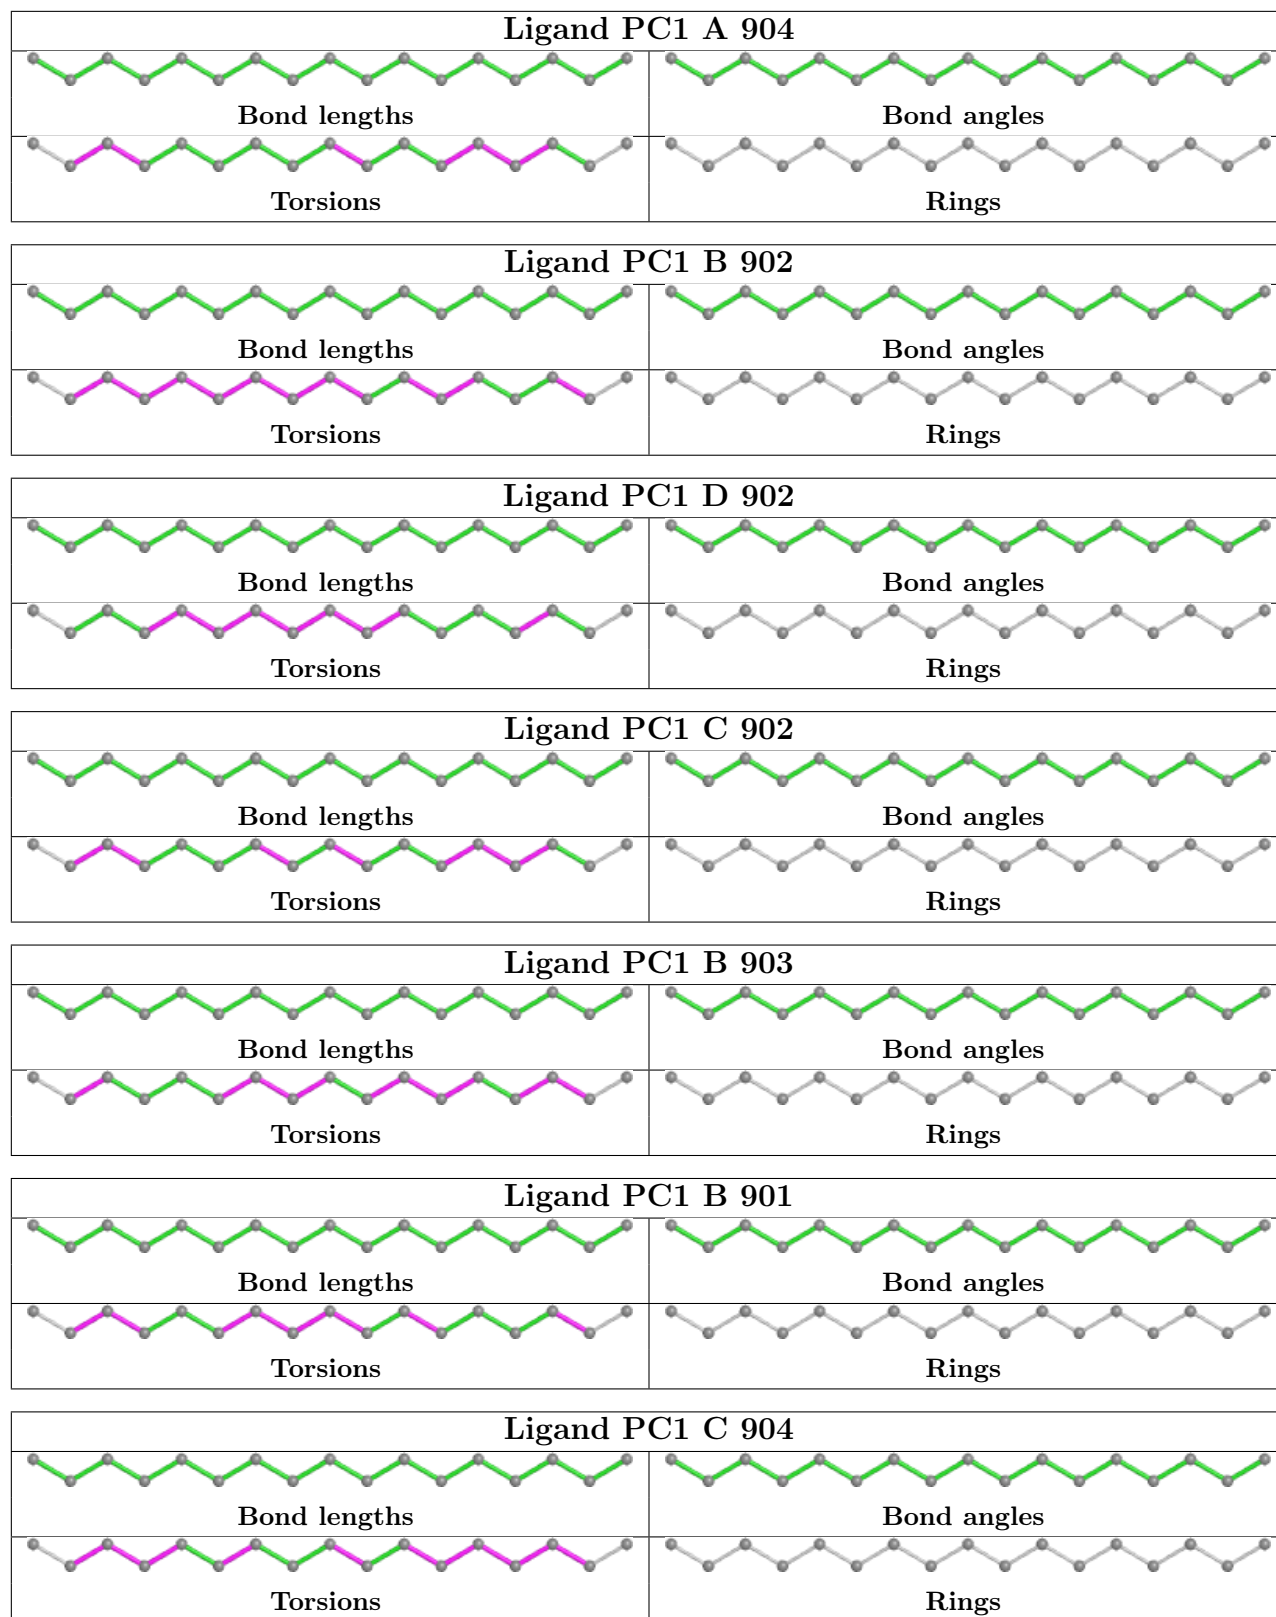 Ligand PC1 A 904
Bond lengths Bond angles
Torsions Rings
Ligand PC1 B 902
Bond lengths Bond angles
Torsions Rings
Ligand PC1 D 902
Bond lengths Bond angles
Torsions Rings
Ligand PC1 C 902
Bond lengths Bond angles
Torsions Rings
Ligand PC1 B 903
Bond lengths Bond angles
Torsions Rings
Ligand PC1 B 901
Bond lengths Bond angles
Torsions Rings
Ligand PC1 C 904
Bond lengths Bond angles
Torsions Rings